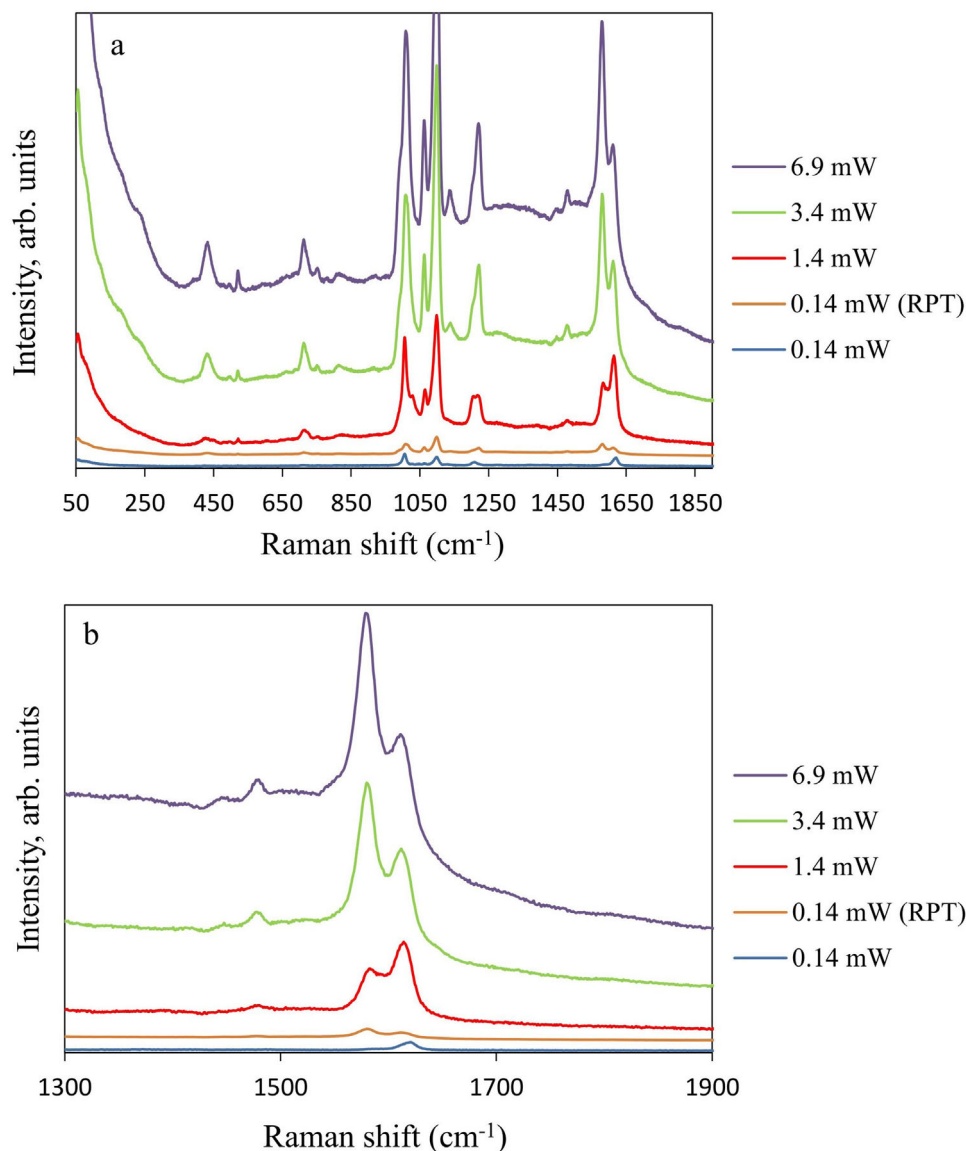 a
Intensity, arb. units
6.9 mW
3.4 mW
1.4 mW
0.14 mW (RPT)
0.14 mW
50 250 450 650 850 1050 1250 1450 1650 1850
Raman shift (cm⁻¹)
b
Intensity, arb. units
6.9 mW
3.4 mW
1.4 mW
0.14 mW (RPT)
0.14 mW
1300 1500 1700 1900
Raman shift (cm⁻¹)